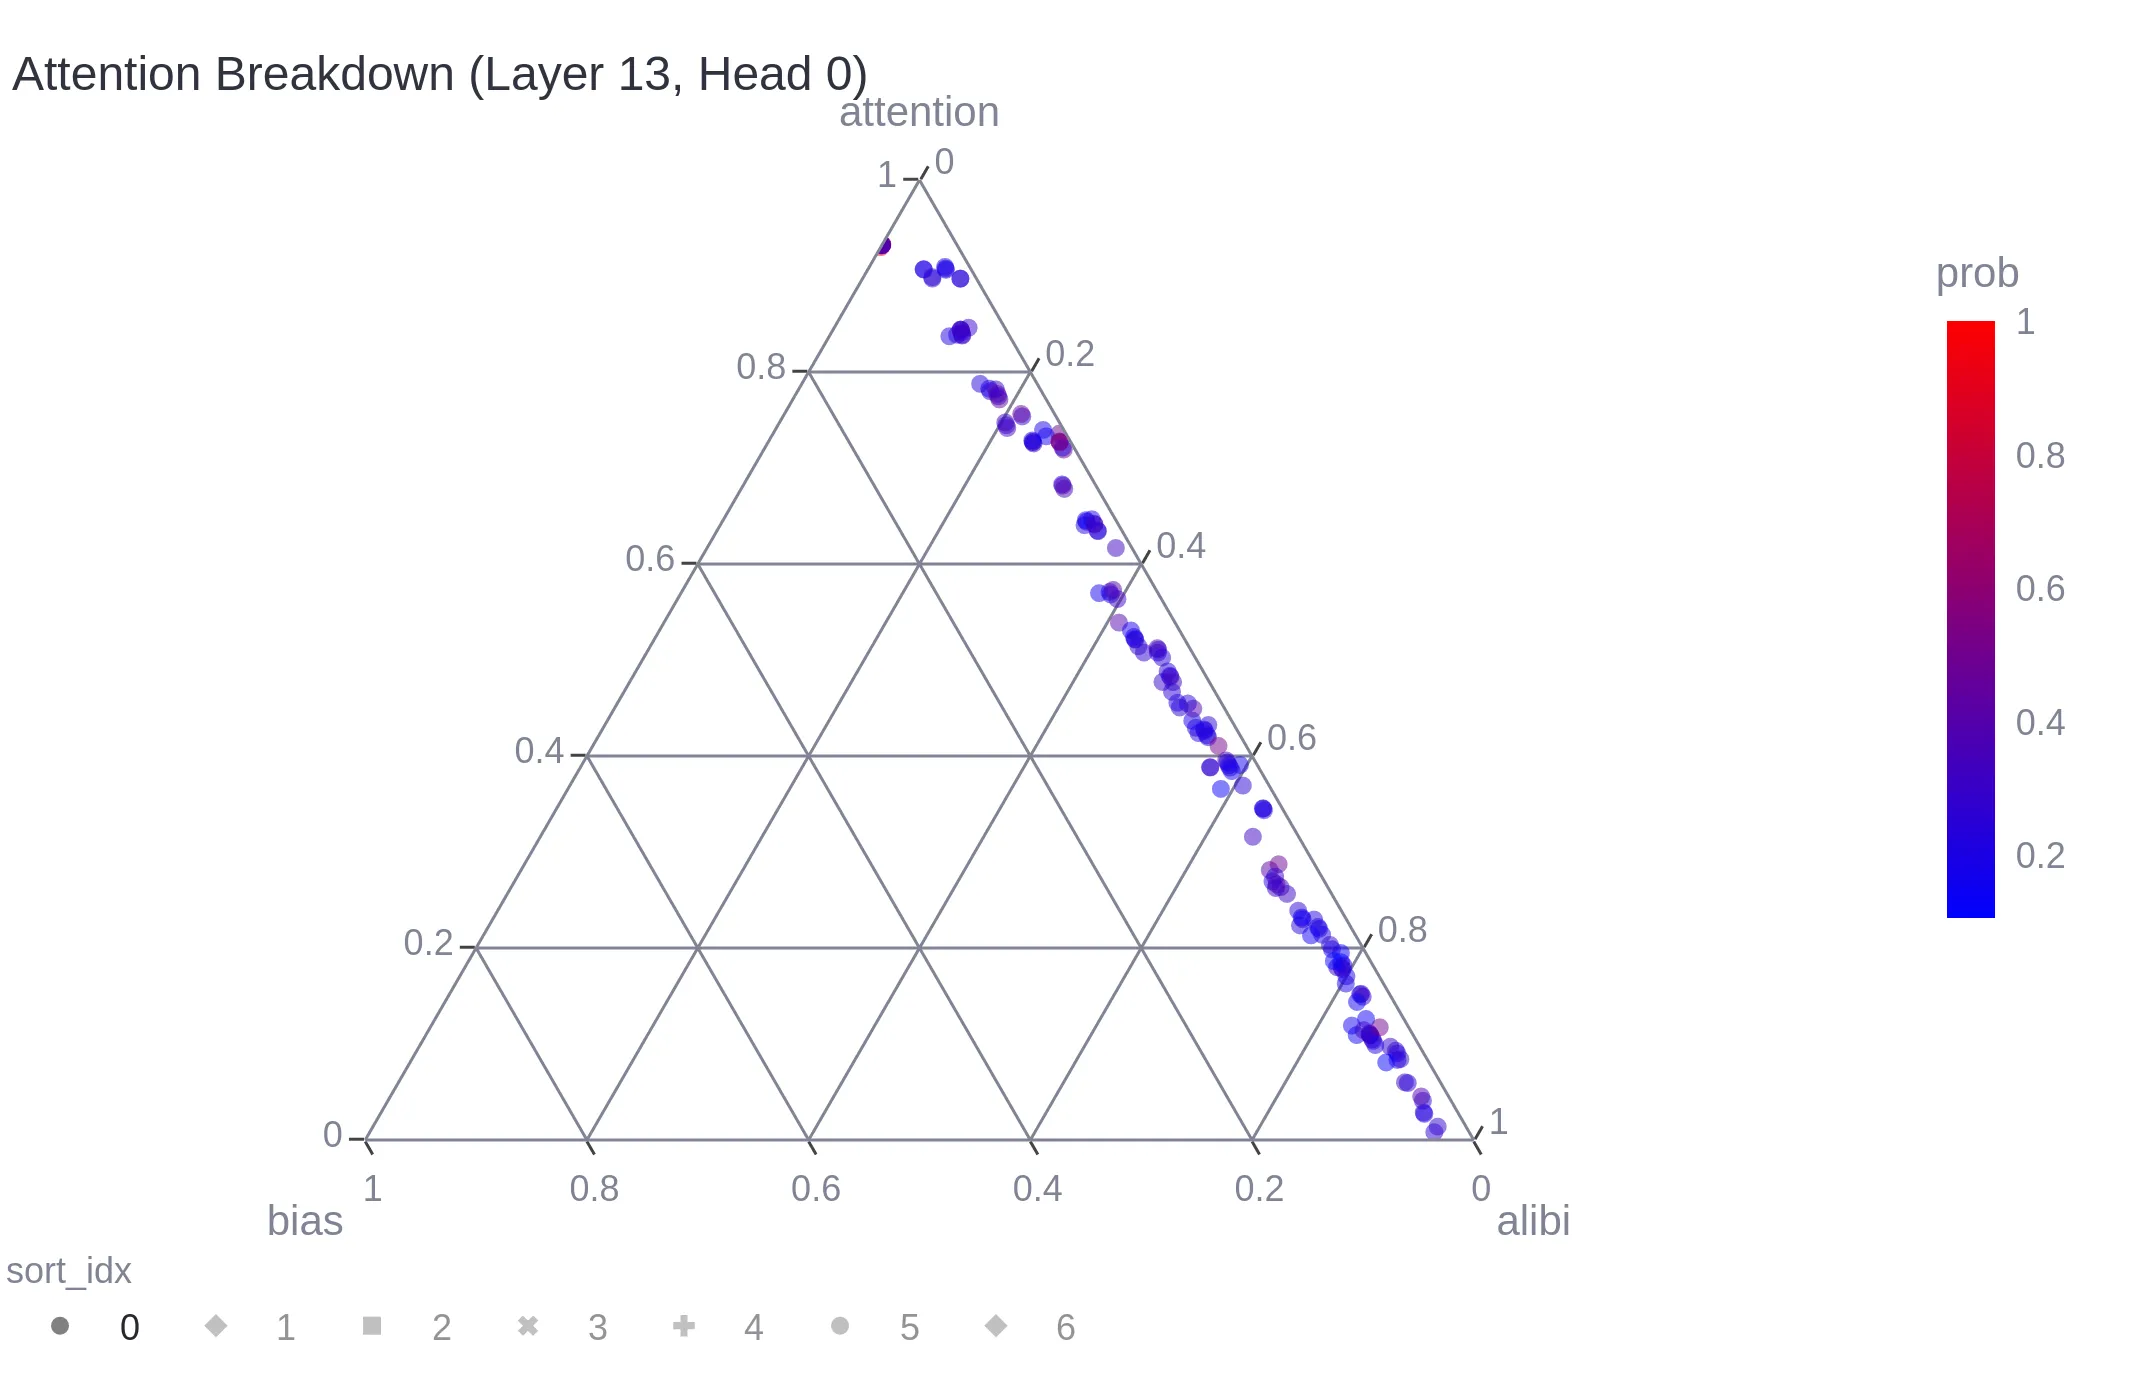 Attention Breakdown (Layer 13, Head 0)
attention
1 0
prob
1
0.8 0.2
0.8
0.6 0.4
0.6
0.4 0.6
0.4
0.2 0.8
0.2
0 1
1 0.8 0.6 0.4 0.2 0
bias alibi
sort_idx
0 1 2 3 4 5 6